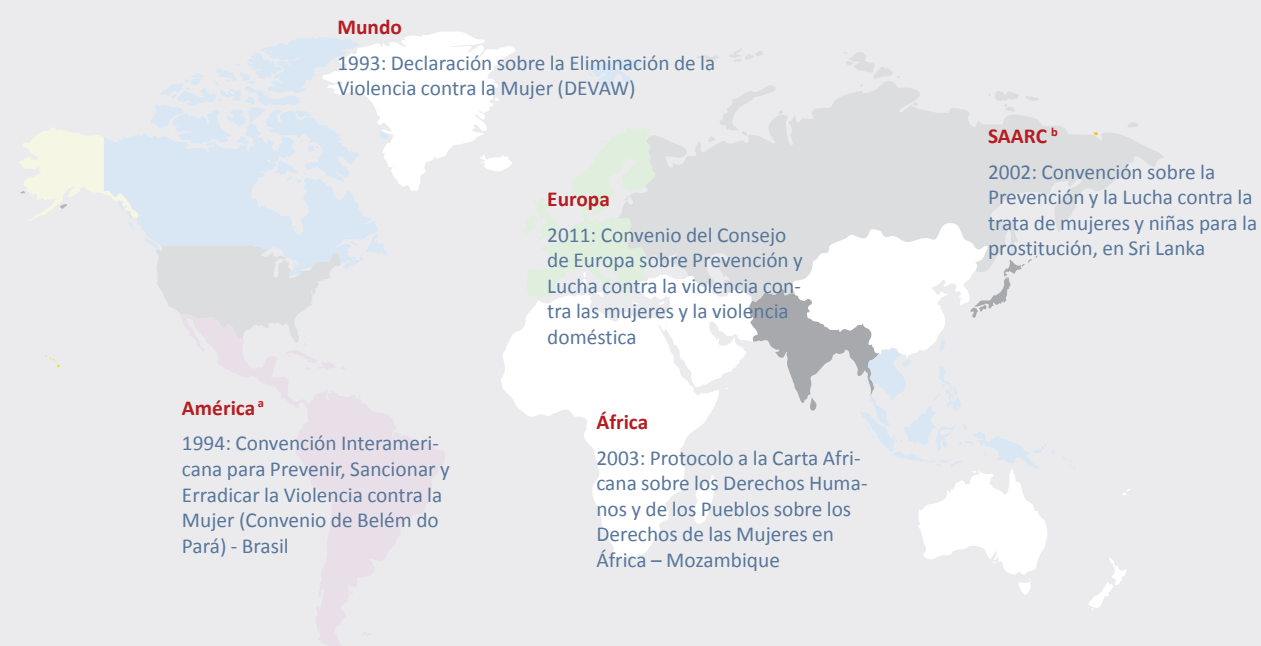 Mundo
1993: Declaración sobre la Eliminación de la
Violencia contra la Mujer (DEVAW)
SAARC b
2002: Convención sobre la
Prevención y la Lucha contra la
trata de mujeres y niñas para la
prostitución, en Sri Lanka
Europa
2011: Convenio del Consejo
de Europa sobre Prevención y
Lucha contra la violencia con-
tra las mujeres y la violencia
doméstica
América a
1994: Convención Interameri-
cana para Prevenir, Sancionar y
Erradicar la Violencia contra la
Mujer (Convenio de Belém do
Pará) - Brasil
África
2003: Protocolo a la Carta Afri-
cana sobre los Derechos Huma-
nos y de los Pueblos sobre los
Derechos de las Mujeres en
África – Mozambique